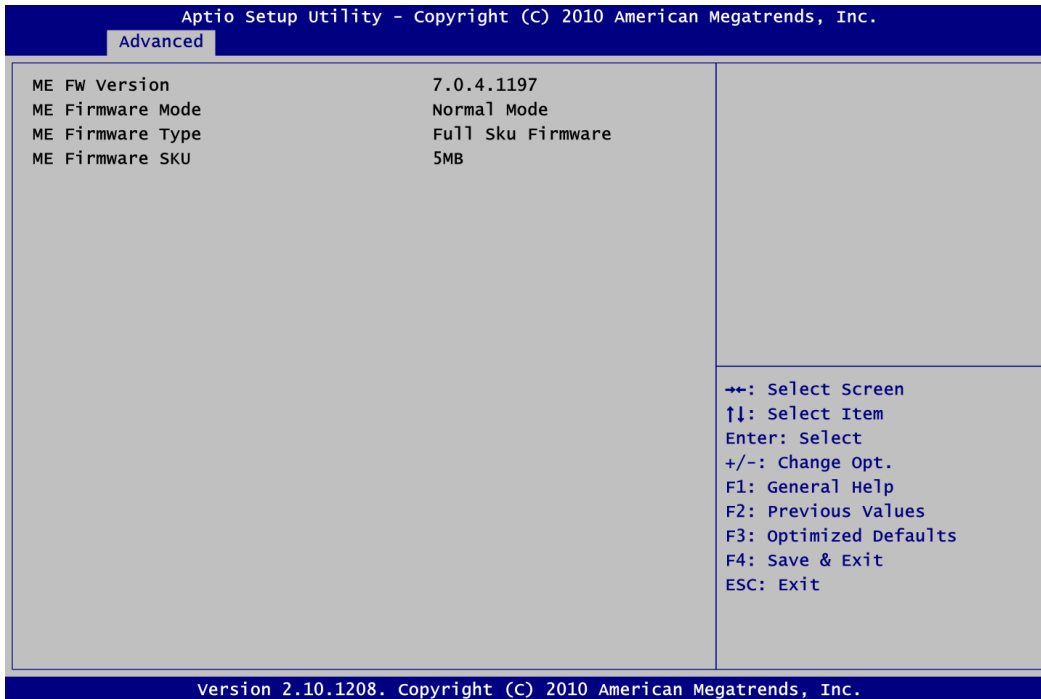 Aptio Setup Utility - Copyright (C) 2010 American Megatrends, Inc.
Advanced
ME FW Version 7.0.4.1197
ME Firmware Mode Normal Mode
ME Firmware Type Full Sku Firmware
ME Firmware SKU 5MB
→←: Select Screen
↑↓: Select Item
Enter: Select
+/-: Change Opt.
F1: General Help
F2: Previous Values
F3: Optimized Defaults
F4: Save & Exit
ESC: Exit
Version 2.10.1208. Copyright (C) 2010 American Megatrends, Inc.